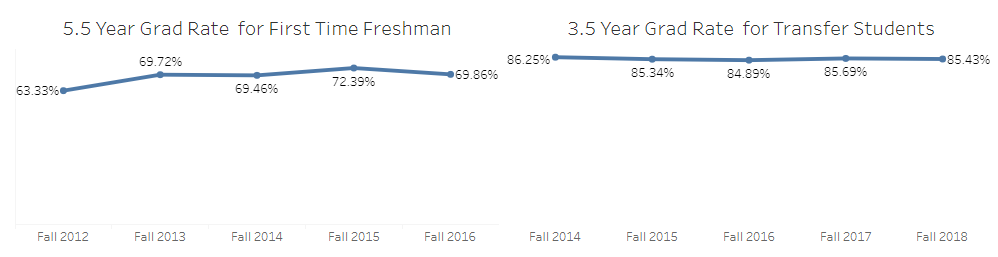 5.5 Year Grad Rate for First Time Freshman
63.33%
69.72%
69.46%
72.39%
69.86%
Fall 2012 Fall 2013 Fall 2014 Fall 2015 Fall 2016
3.5 Year Grad Rate for Transfer Students
86.25%
85.34%
84.89%
85.69%
85.43%
Fall 2014 Fall 2015 Fall 2016 Fall 2017 Fall 2018